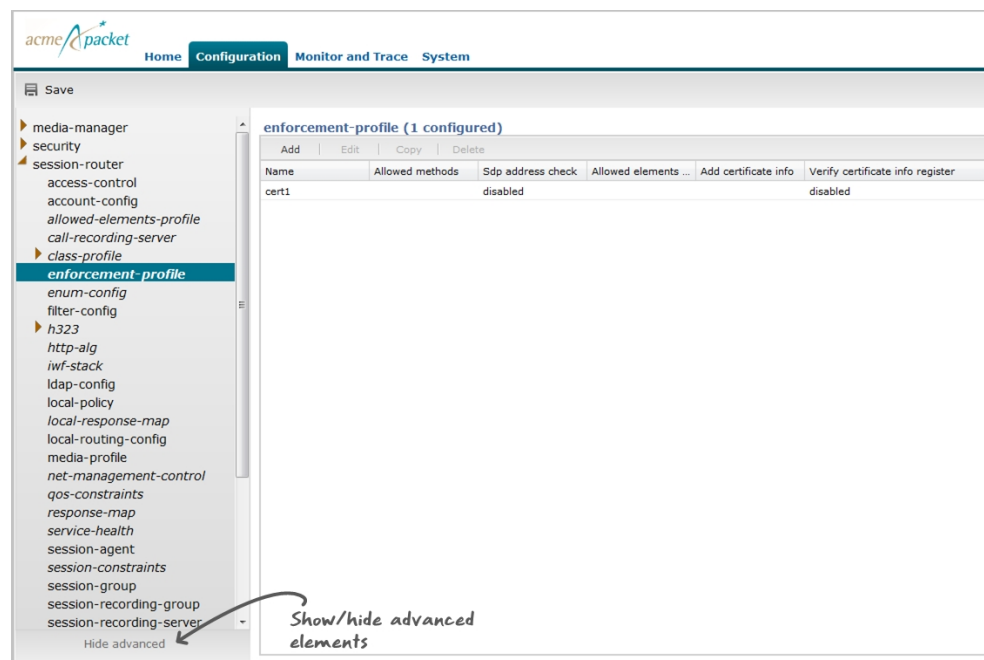 acme packet
Home Configuration Monitor and Trace System
Save
media-manager
security
session-router
access-control
account-config
allowed-elements-profile
call-recording-server
class-profile
enforcement-profile
enum-config
filter-config
h323
http-alg
iwf-stack
ldap-config
local-policy
local-response-map
local-routing-config
media-profile
net-management-control
qos-constraints
response-map
service-health
session-agent
session-constraints
session-group
session-recording-group
session-recording-server
Hide advanced
enforcement-profile (1 configured)
Add | Edit | Copy | Delete
Name Allowed methods Sdp address check Allowed elements ... Add certificate info Verify certificate info register
cert1 disabled disabled
Show/hide advanced
elements